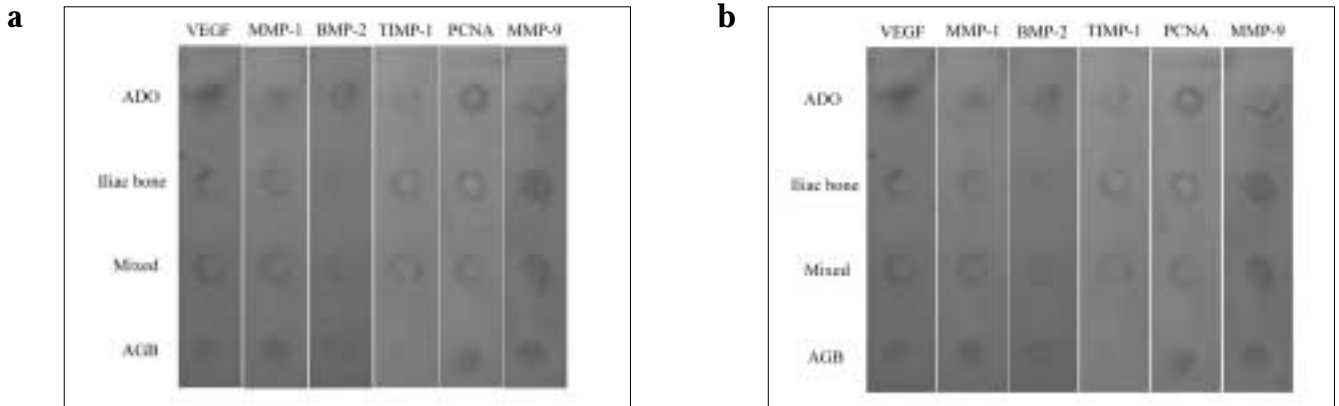 a
VEGF MMP-1 BMP-2 TIMP-1 PCNA MMP-9
ADO
Iliac bone
Mixed
AGB
b
VEGF MMP-1 BMP-2 TIMP-1 PCNA MMP-9
ADO
Iliac bone
Mixed
AGB